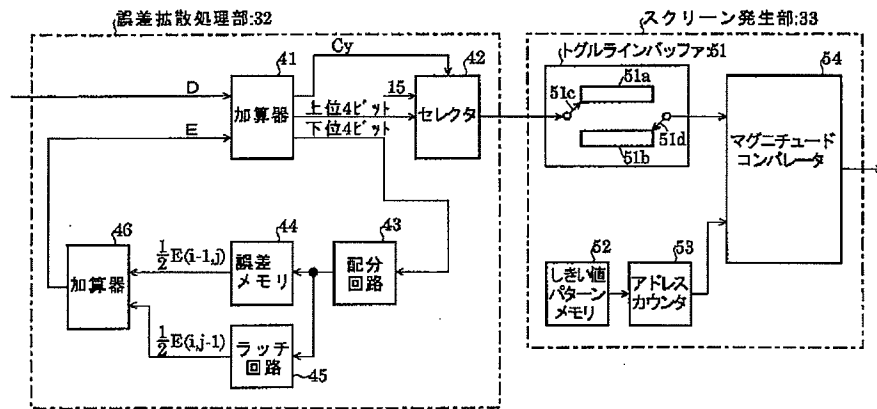 誤差拡散処理部:32
スクリーン発生部:33
41
Cy
42
トグルラインバッファ:51
54
D
15
51a
加算器
上位4ビット
セレクタ
51c
E
下位4ビット
51d
マグニチュード
コンパレータ
51b
46
1/2 E(i-1,j)
44
43
52
53
加算器
誤差
メモリ
配分
回路
しきい値
パターン
メモリ
アドレス
カウンタ
1/2 E(i,j-1)
ラッチ
回路
45